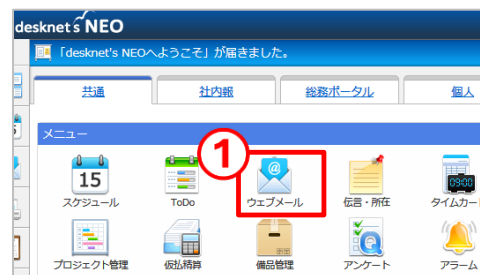 desknet's NEO
「desknet's NEOへようこそ」が届きました。
共通 社内報 総務ポータル 個人
メニュー
1
15 09:00
スケジュール ToDo ウェブメール 伝言・所在 タイムカード
プロジェクト管理 仮払精算 備品管理 アンケート アラーム